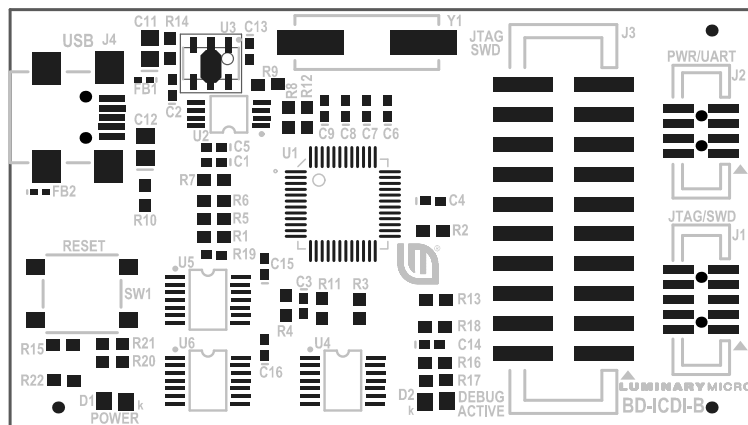 C11
R14
U3
C13
Y1
JTAG
SWD
J3
USB
J4
PWR/UART
J2
FB1
C2
R9
R8
R12
C12
U2
C9
C8
C7
C6
C5
C1
U1
R7
FB2
R10
R6
R5
R1
R19
C4
R2
JTAG/SWD
J1
RESET
SW1
U5
C15
C3
R11
R3
R4
R13
R18
C14
R16
R17
R15
R21
R20
R22
U6
C16
U4
D1
k
POWER
D2
k
DEBUG
ACTIVE
LUMINARYMICRO
BD-ICDI-B